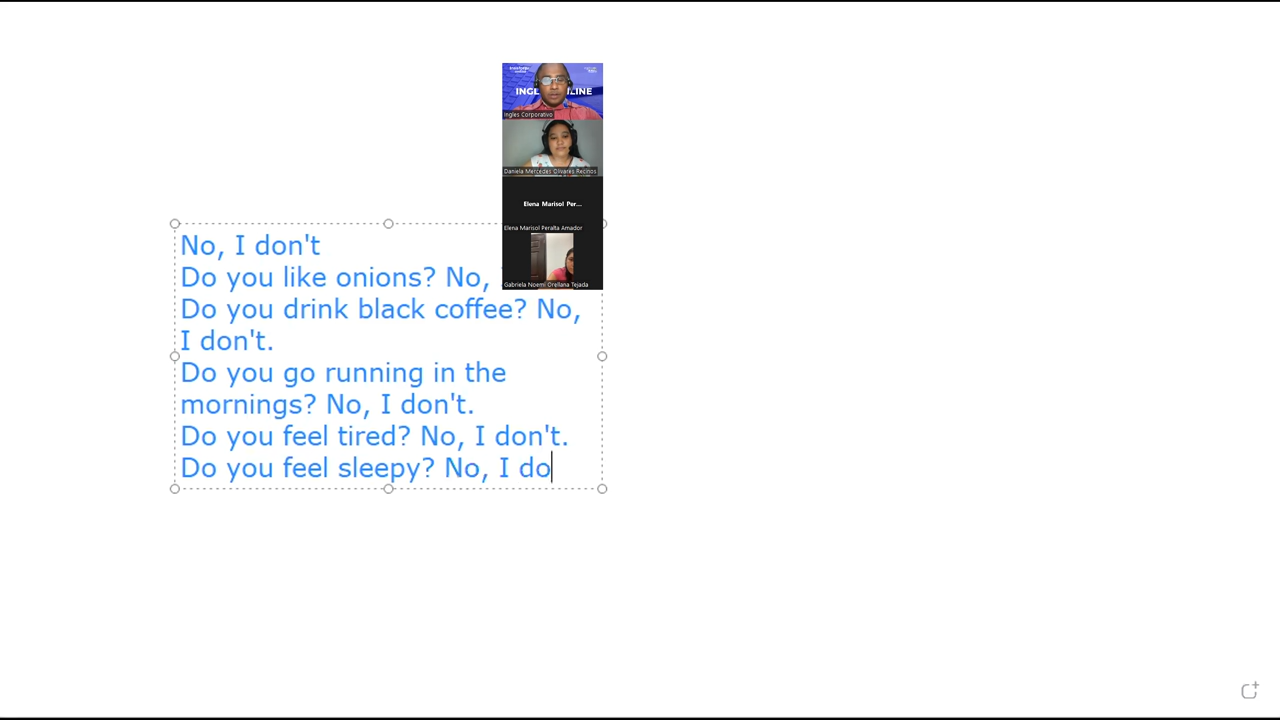 INGL
LINE
Ingles Corporativo
Daniela Mercedes Olivares Recinos
Elena Marisol Per...
Elena Marisol Peralta Amador
Gabriela Noemi Orellana Tejada
No, I don't
Do you like onions? No,
Do you drink black coffee? No,
I don't.
Do you go running in the
mornings? No, I don't.
Do you feel tired? No, I don't.
Do you feel sleepy? No, I do